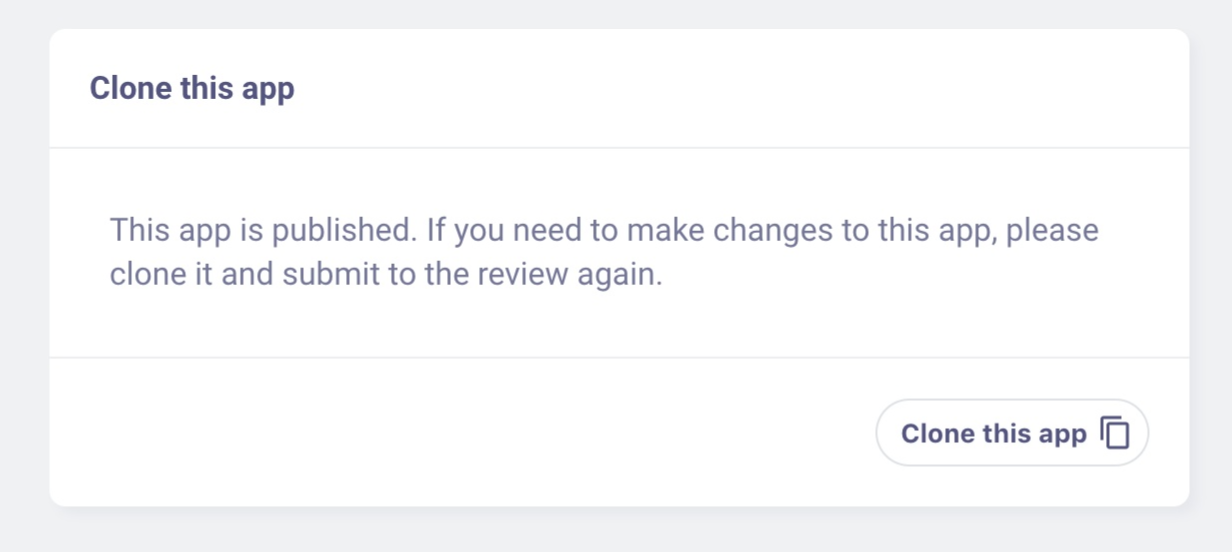 Clone this app
This app is published. If you need to make changes to this app, please
clone it and submit to the review again.
Clone this app